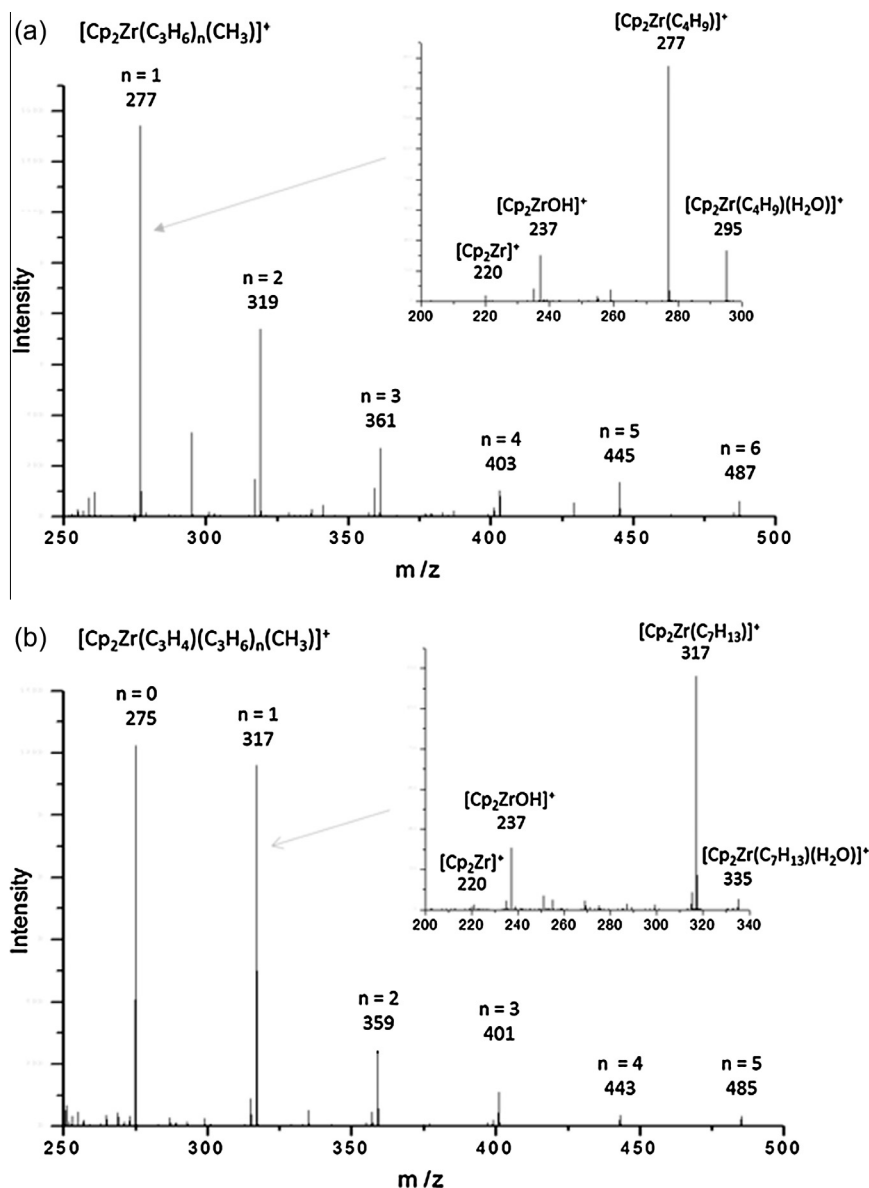 (a) [Cp₂Zr(C₃H₆)ₙ(CH₃)]⁺
n = 1
277
n = 2
319
n = 3
361
n = 4
403
n = 5
445
n = 6
487
Intensity
250 300 350 400 450 500
m /z
[Cp₂Zr(C₄H₉)]⁺
277
[Cp₂ZrOH]⁺
237
[Cp₂Zr(C₄H₉)(H₂O)]⁺
295
[Cp₂Zr]⁺
220
200 220 240 260 280 300
(b) [Cp₂Zr(C₃H₄)(C₃H₆)ₙ(CH₃)]⁺
n = 0
275
n = 1
317
n = 2
359
n = 3
401
n = 4
443
n = 5
485
Intensity
250 300 350 400 450 500
m /z
[Cp₂Zr(C₇H₁₃)]⁺
317
[Cp₂ZrOH]⁺
237
[Cp₂Zr]⁺
220
[Cp₂Zr(C₇H₁₃)(H₂O)]⁺
335
200 220 240 260 280 300 320 340